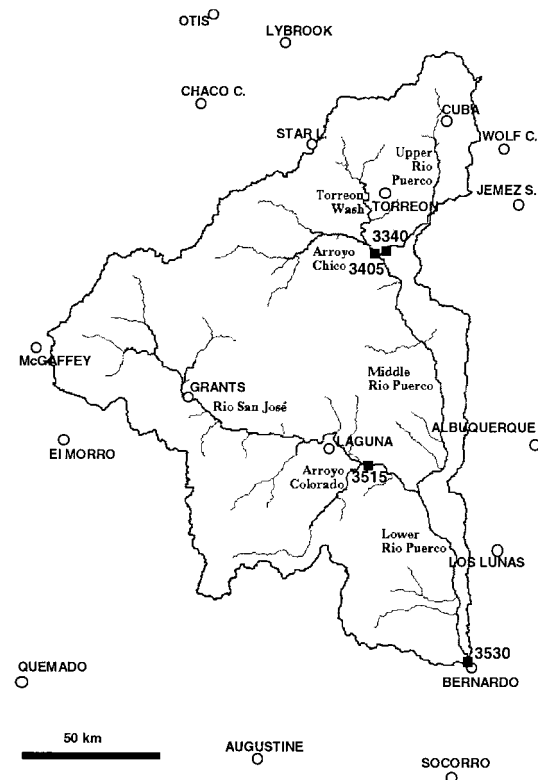 OTIS
LYBROOK
CHACO C.
CUBA
STAR L.
WOLF C.
Upper
Rio
Puerco
JEMEZ S.
Torreon
Wash
TORREON
3340
Arroyo
Chico
3405
McGAFFEY
Middle
Rio Puerco
GRANTS
Rio San José
ALBUQUERQUE
El MORRO
LAGUNA
Arroyo
Colorado
3515
Lower
Rio Puerco
LOS LUNAS
3530
QUEMADO
BERNARDO
50 km
AUGUSTINE
SOCORRO